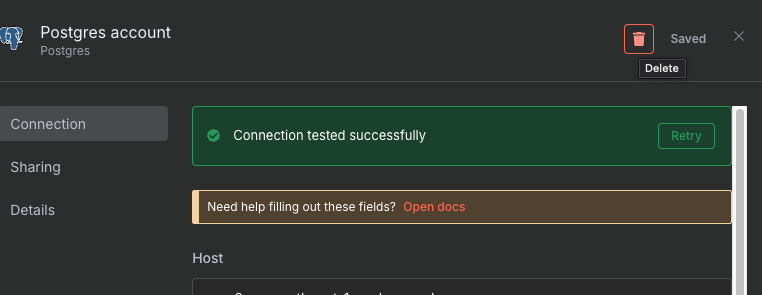 Postgres account
Postgres
Saved
Delete
Connection
Sharing
Details
Connection tested successfully
Retry
Need help filling out these fields? Open docs
Host